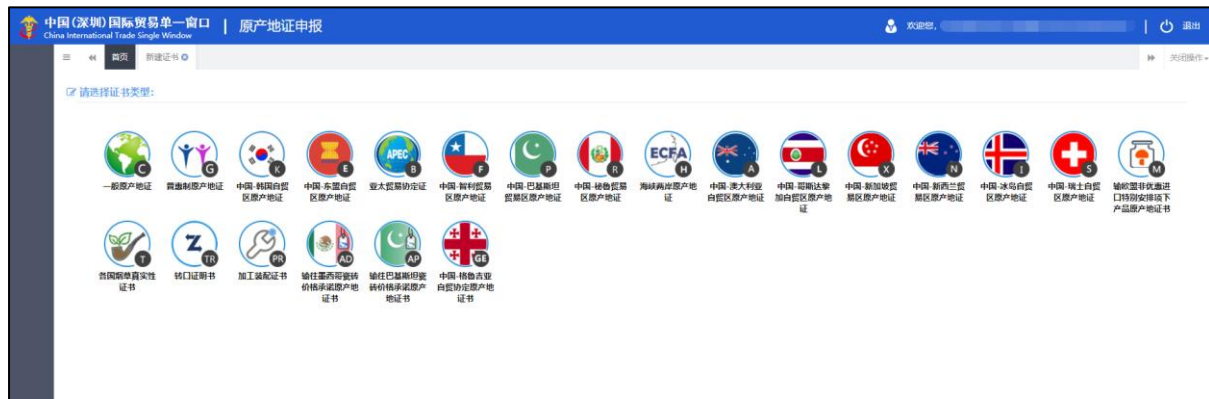 中国(深圳)国际贸易单一窗口 | 原产地证申报
China International Trade Single Window
欢迎您,
退出
首页
新建证书
关闭操作
请选择证书类型:
C
G
K
E
APEC
B
F
P
R
ECFA
H
A
L
X
N
I
S
M
一般原产地证
普惠制原产地证
中国-韩国自贸
区原产地证
中国-东盟自贸
区原产地证
亚太贸易协定证
中国-智利贸易
区原产地证
中国-巴基斯坦
贸易区原产地证
中国-秘鲁贸易
区原产地证
海峡两岸原产地
证
中国-澳大利亚
自贸区原产地证
中国-哥斯达黎
加自贸区原产地
证
中国-新加坡贸
易区原产地证
中国-新西兰贸
易区原产地证
中国-冰岛自贸
区原产地证
中国-瑞士自贸
区原产地证
输欧盟非优惠进
口特别安排项下
产品原产地证书
T
Z
TR
PR
AD
AP
GE
各国烟草真实性
证书
转口证明书
加工装配证书
输往墨西哥瓷砖
价格承诺原产地
证书
输往巴基斯坦瓷
砖价格承诺原产
地证书
中国-格鲁吉亚
自贸协定原产地
证书